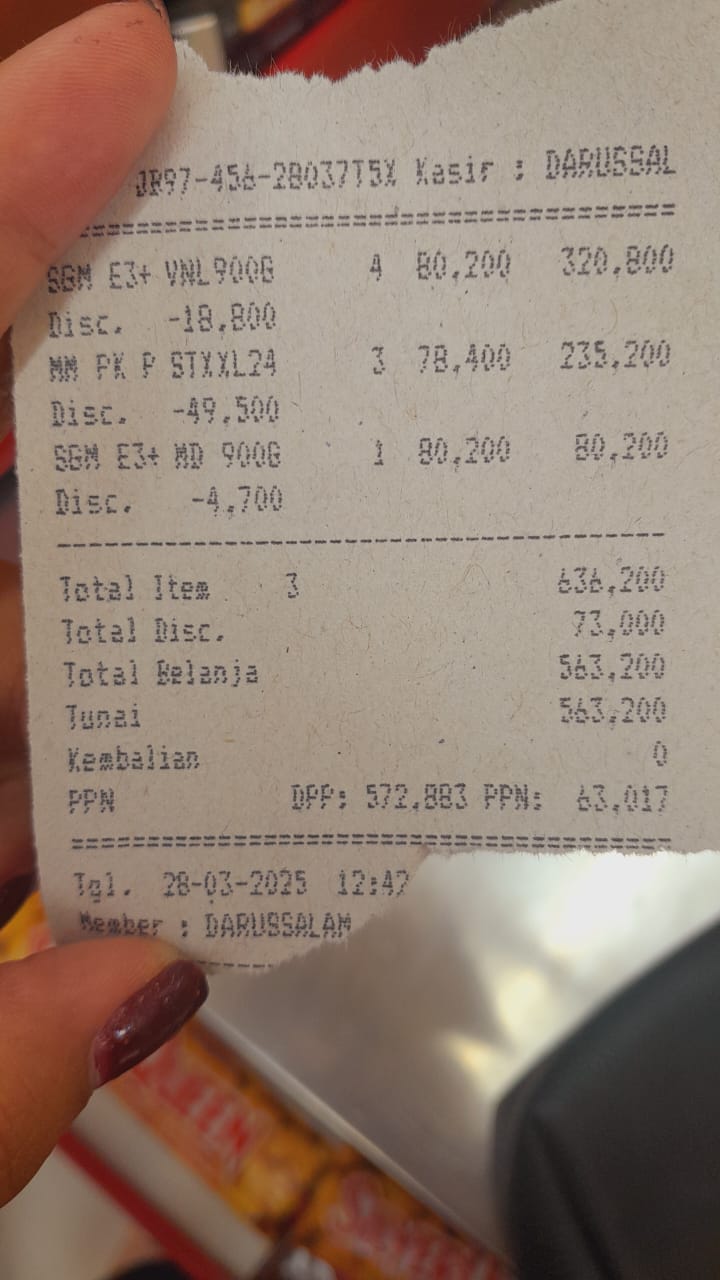 JB97-456-2B037T5X Kasir : DARUSSAL
SGM E3+ VNL900G 4 80,200 320,800
Disc. -18,800
MM PK P STXXL24 3 78,400 235,200
Disc. -49,500
SGM E3+ MD 900G 1 80,200 80,200
Disc. -4,700
Total Item 3 636,200
Total Disc. 73,000
Total Belanja 563,200
Tunai 563,200
Kembalian 0
PPN DPP: 572,883 PPN: 63,017
Tgl. 28-03-2025 12:42
Member : DARUSSALAM
QUEEN